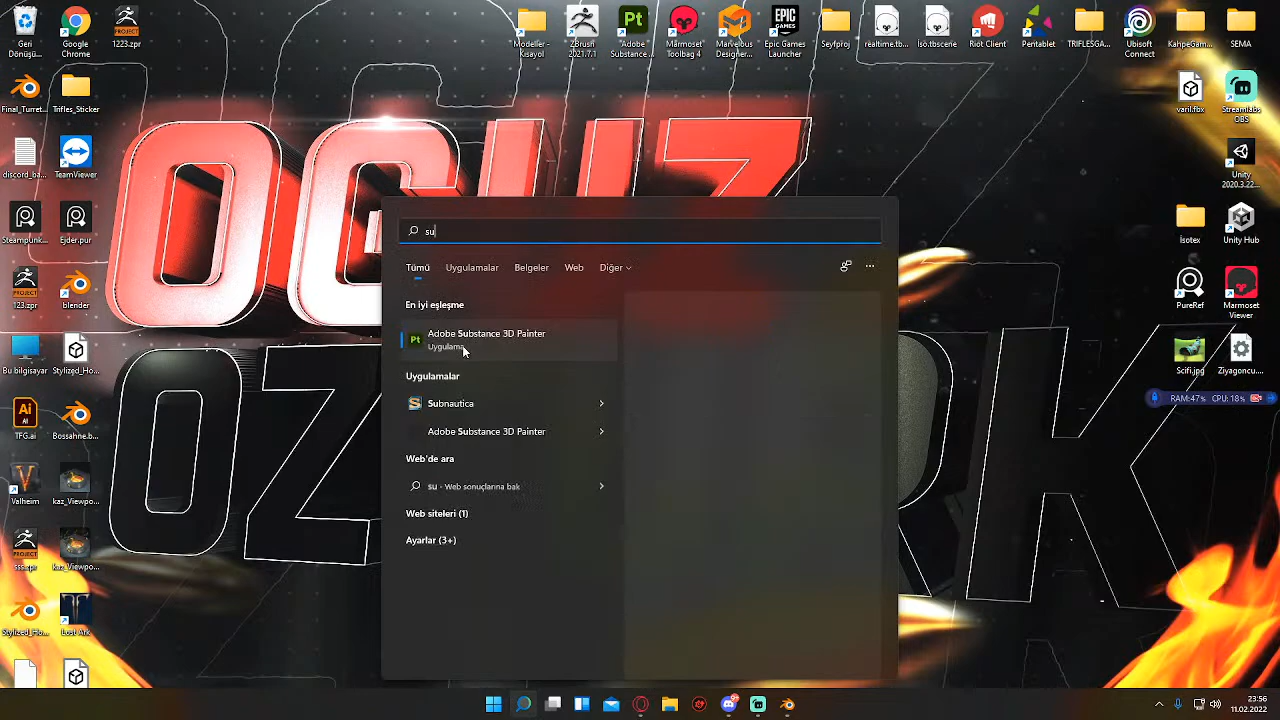 Geri Dönüşü...
Google Chrome
1223.zpr
Modeller - Kısayol
ZBrush 2021.7.1
Adobe Substance ...
Marmoset Toolbag 4
Marvelous Designer...
Epic Games Launcher
Seyfproj
realtime.tb...
iso.tbscene
Riot Client
Pentablet
TRIFLESGA...
Ubisoft Connect
KahpeGam...
SEMA
Final_Turret...
Trifles_Sticker
varil.fbx
Streamlabs OBS
discord_ba...
TeamViewer
Unity 2020.3.22...
OGUZ
OZ
RK
Steampunk...
Ejder.pur
İsotex
Unity Hub
123.zpr
blender
PureRef
Marmoset Viewer
Bu bilgisayar
Stylized_Ho...
Scifi.jpg
Ziyagoncu...
RAM:47% CPU: 18%
TFG.ai
Bossahne.b...
Valheim
kaz_Viewpo...
sss.zpr
kaz_Viewpo...
Stylized_Ho...
Lost Ark
su
Tümü Uygulamalar Belgeler Web Diğer
En iyi eşleşme
Adobe Substance 3D Painter
Uygulama
Uygulamalar
Subnautica
Adobe Substance 3D Painter
Web'de ara
su - Web sonuçlarına bak
Web siteleri (1)
Ayarlar (3+)
23:56
11.02.2022